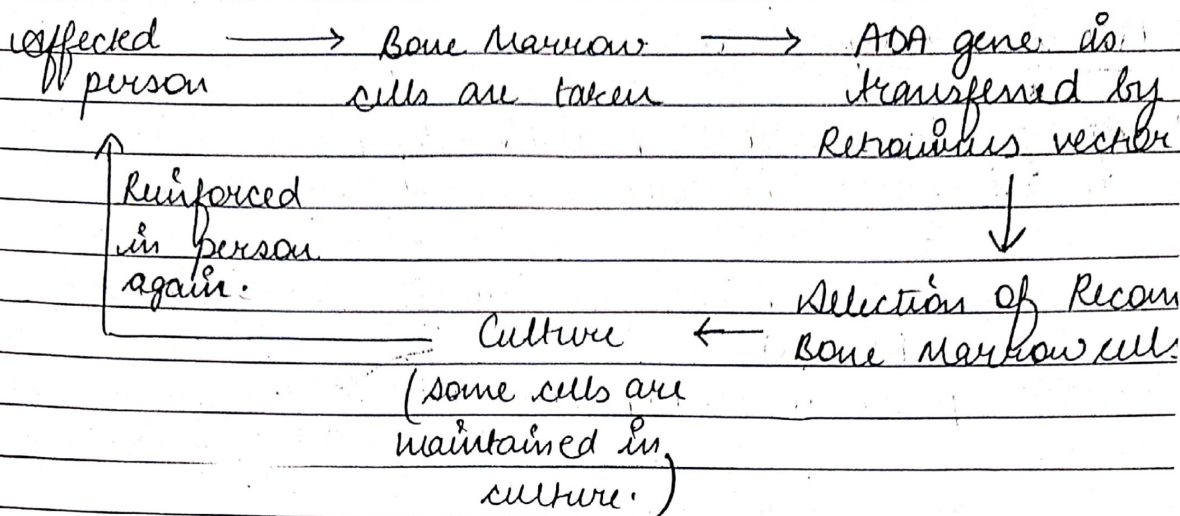 affected → Bone Marrow → ADA gene is
person cells are taken transferred by
Retrovirus vector
Reinforced
in person
again.
Selection of Recom
Culture ← Bone Marrow cells
(some cells are
maintained in
culture.)